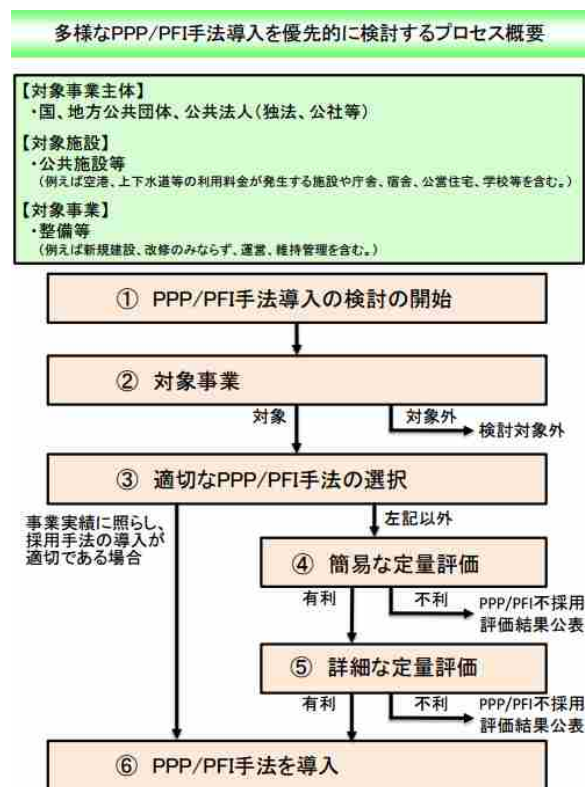 多様なPPP/PFI手法導入を優先的に検討するプロセス概要
【対象事業主体】
・国、地方公共団体、公共法人(独法、公社等)
【対象施設】
・公共施設等
(例えば空港、上下水道等の利用料金が発生する施設や庁舎、宿舎、公営住宅、学校等を含む。)
【対象事業】
・整備等
(例えば新規建設、改修のみならず、運営、維持管理を含む。)
① PPP/PFI手法導入の検討の開始
② 対象事業
対象
対象外
検討対象外
③ 適切なPPP/PFI手法の選択
事業実績に照らし、
採用手法の導入が
適切である場合
左記以外
④ 簡易な定量評価
有利
不利
PPP/PFI不採用
評価結果公表
⑤ 詳細な定量評価
有利
不利
PPP/PFI不採用
評価結果公表
⑥ PPP/PFI手法を導入